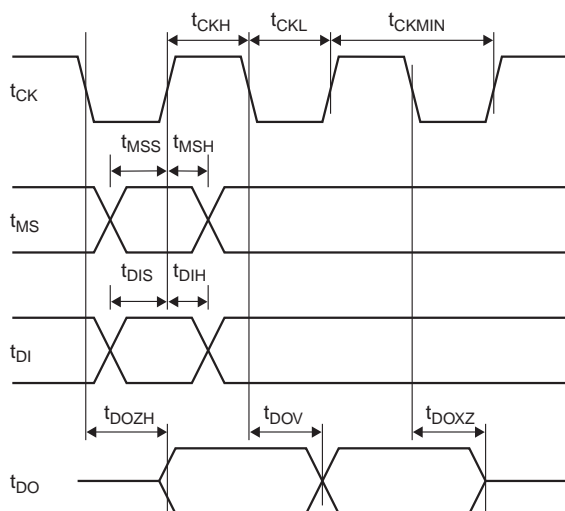 tCKH tCKL tCKMIN
tCK
tMSS tMSH
tMS
tDIS tDIH
tDI
tDOZH tDOV tDOXZ
tDO